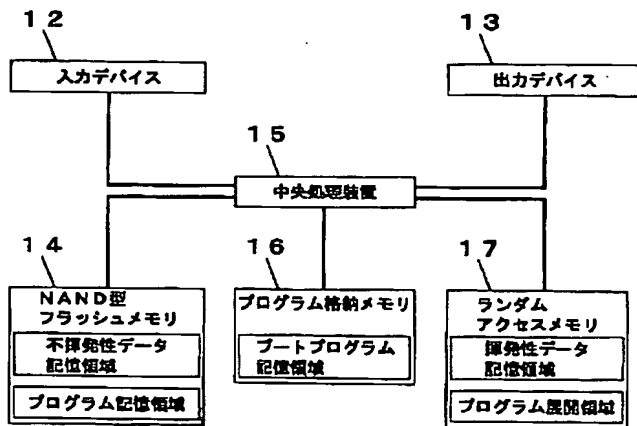 12
13
入力デバイス
出力デバイス
15
中央処理装置
14
NAND型
フラッシュメモリ
不揮発性データ
記憶領域
プログラム記憶領域
16
プログラム格納メモリ
ブートプログラム
記憶領域
17
ランダム
アクセスメモリ
揮発性データ
記憶領域
プログラム展開領域